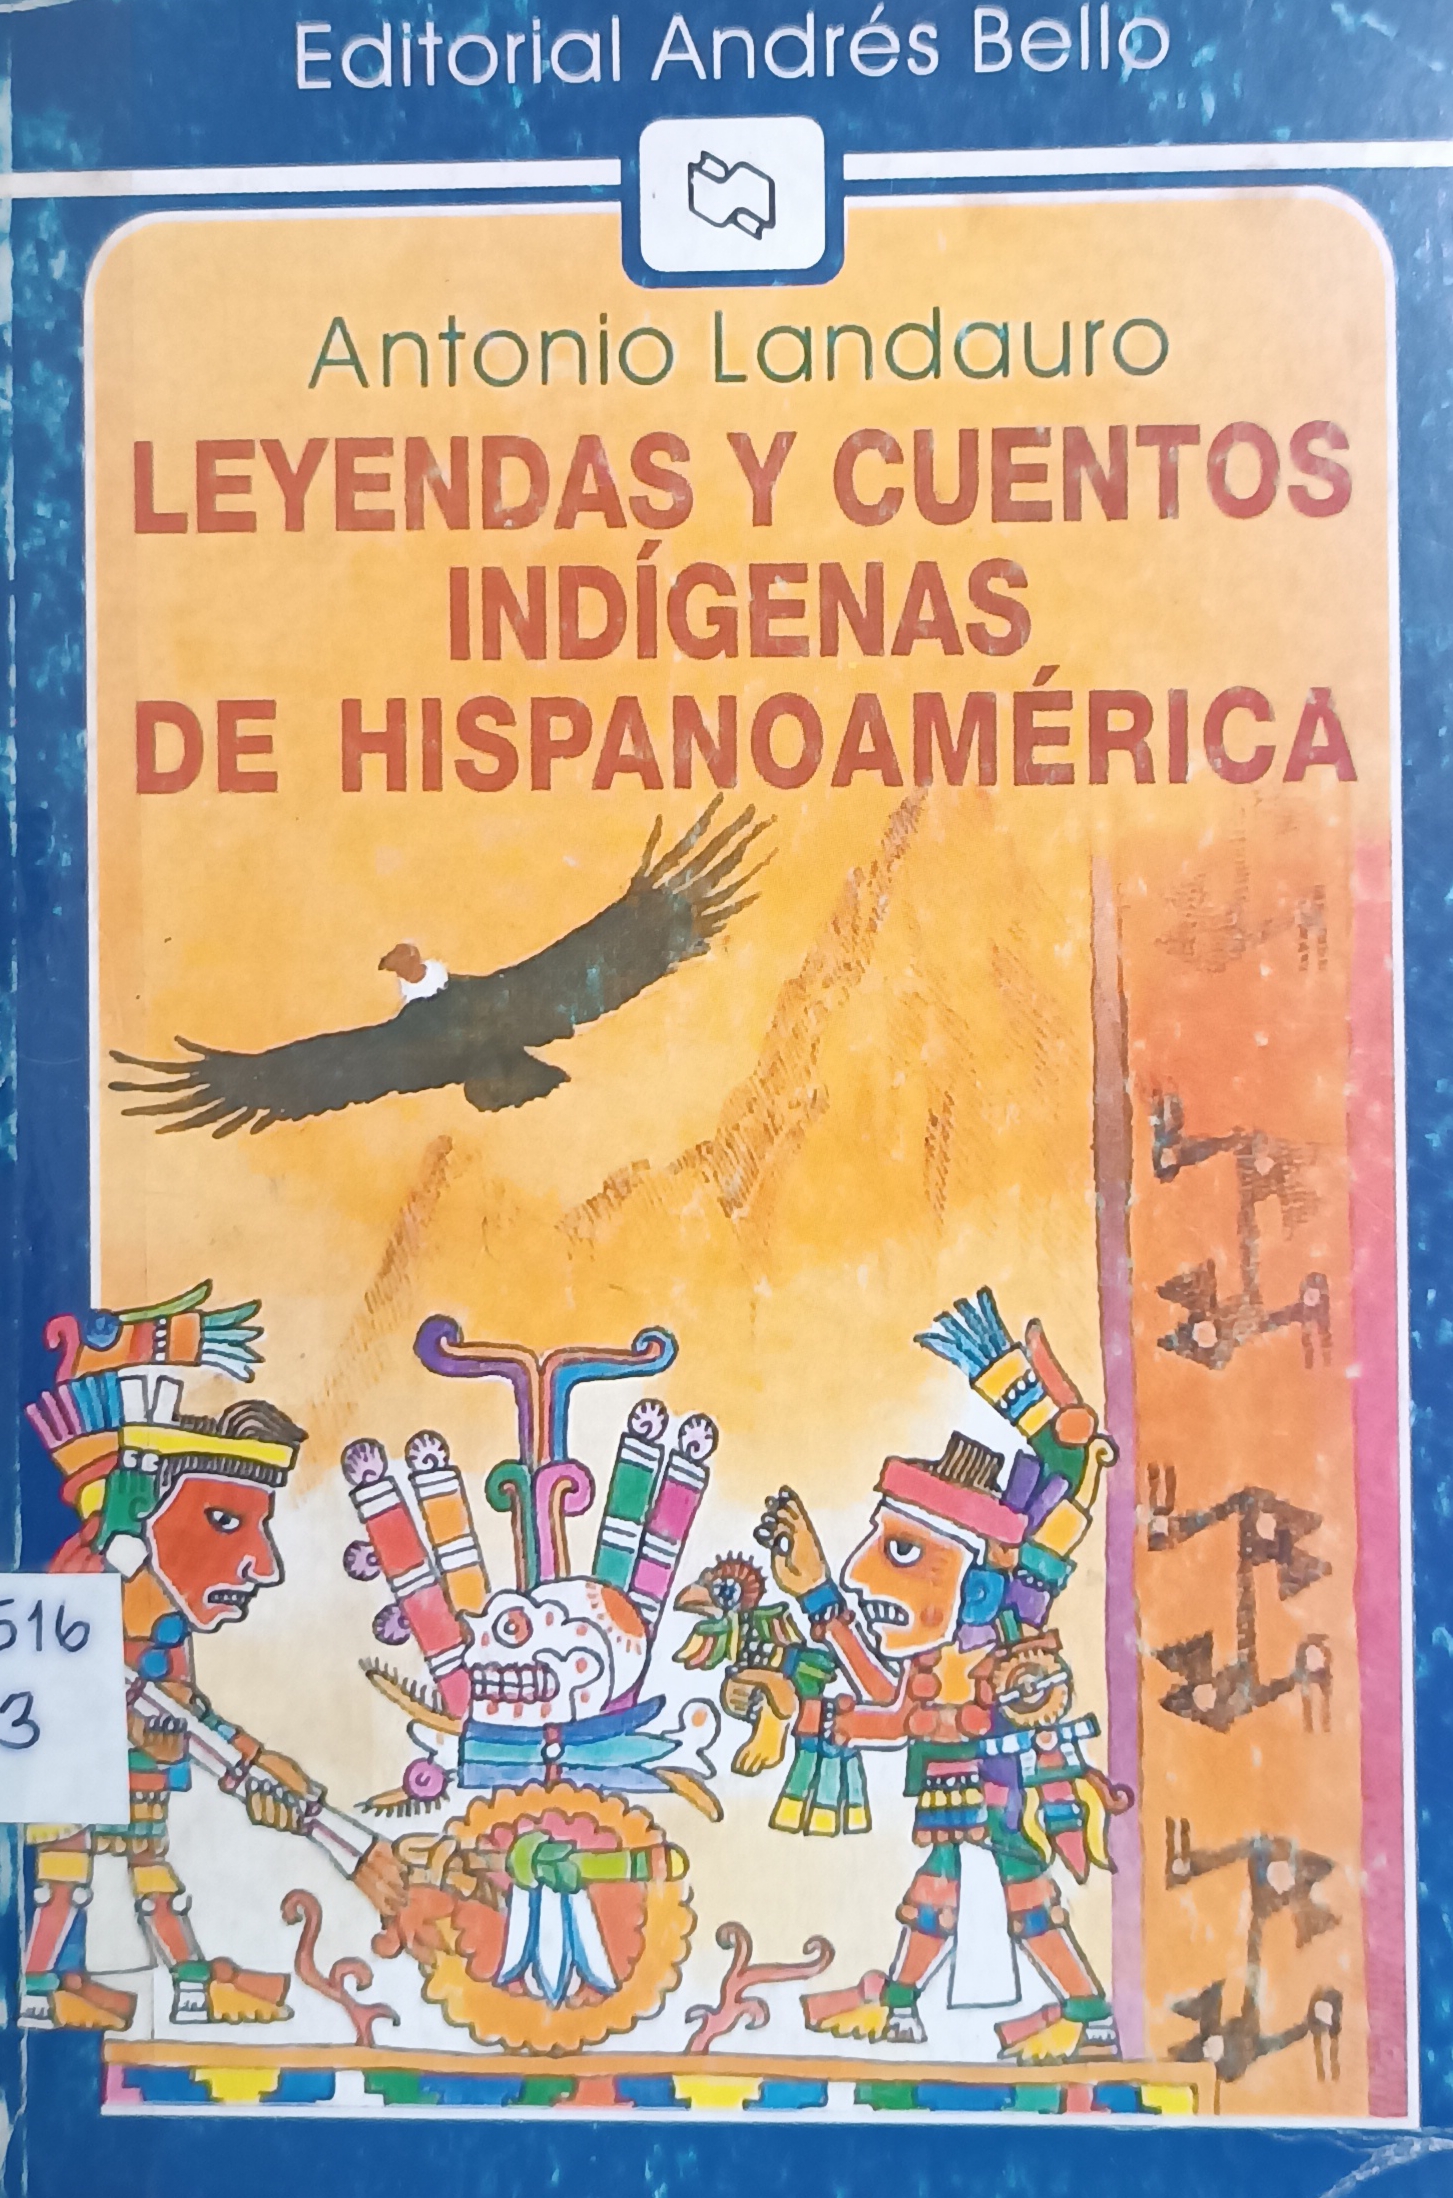 Editorial Andrés Bello
Antonio Landauro
LEYENDAS Y CUENTOS
INDÍGENAS
DE HISPANOAMÉRICA
516
3